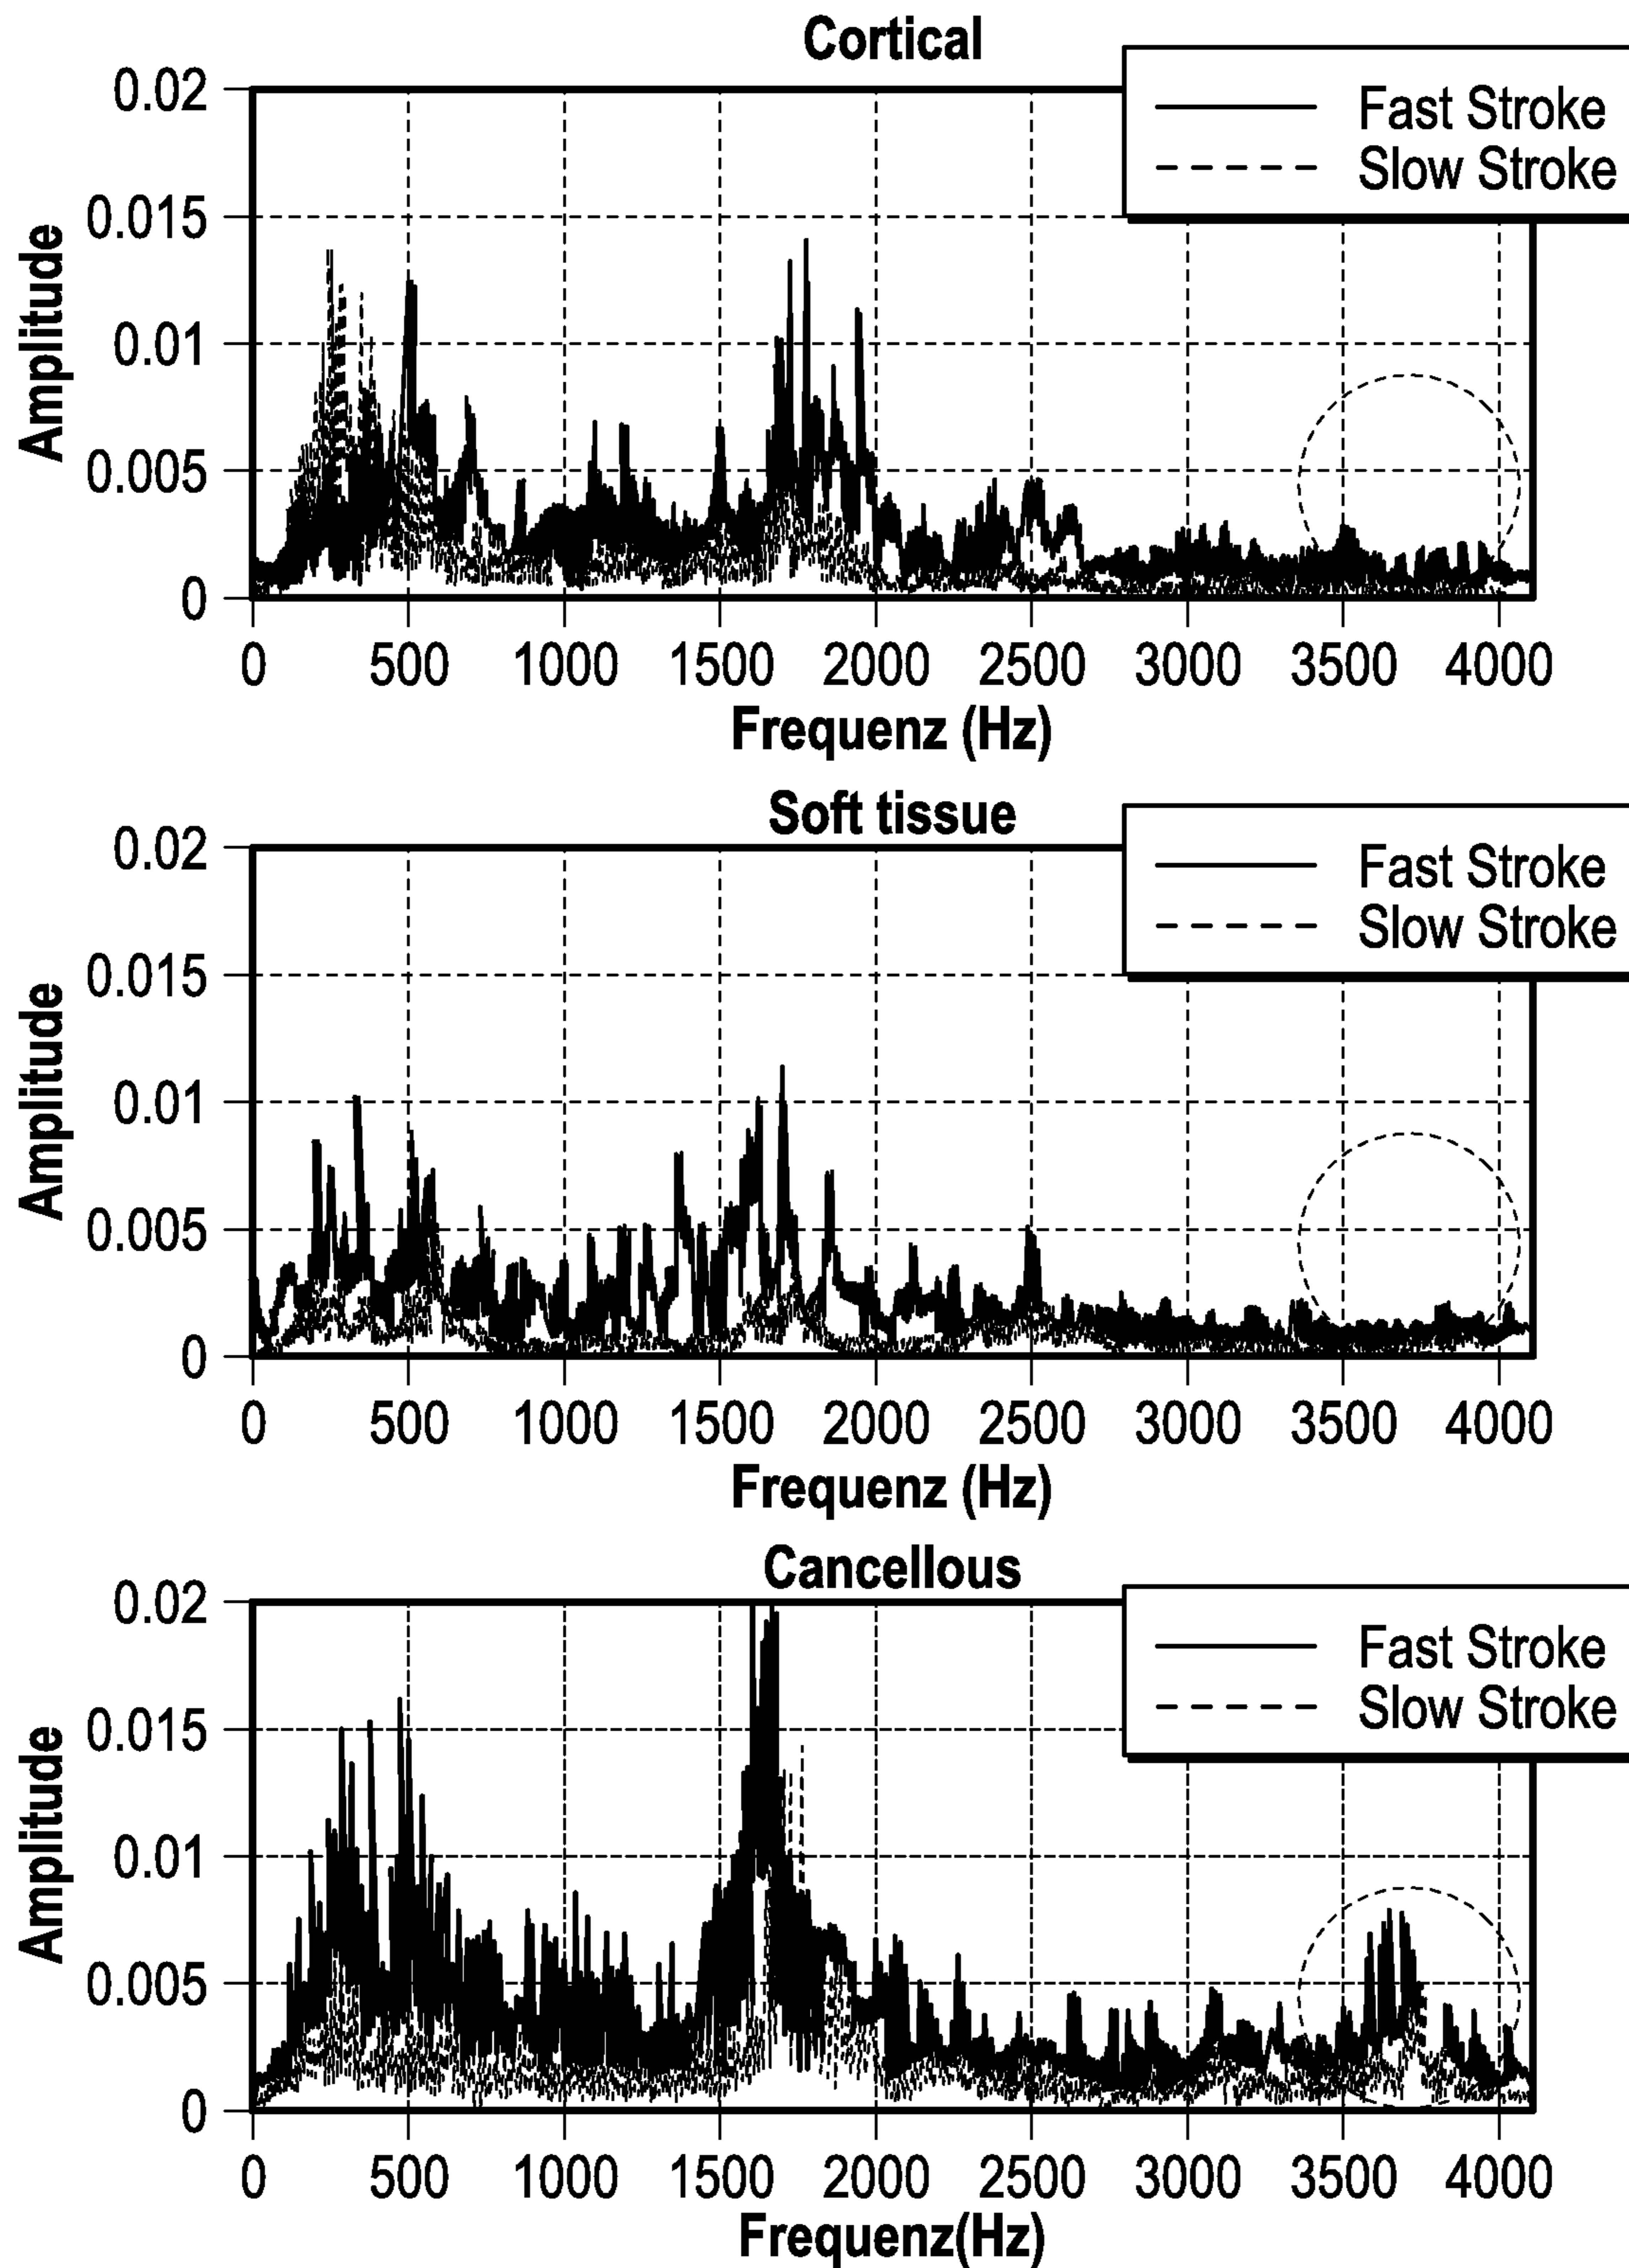 Cortical
Fast Stroke
Slow Stroke
0.02
0.015
0.01
0.005
0
Amplitude
0 500 1000 1500 2000 2500 3000 3500 4000
Frequenz (Hz)
Soft tissue
Fast Stroke
Slow Stroke
0.02
0.015
0.01
0.005
0
Amplitude
0 500 1000 1500 2000 2500 3000 3500 4000
Frequenz (Hz)
Cancellous
Fast Stroke
Slow Stroke
0.02
0.015
0.01
0.005
0
Amplitude
0 500 1000 1500 2000 2500 3000 3500 4000
Frequenz(Hz)